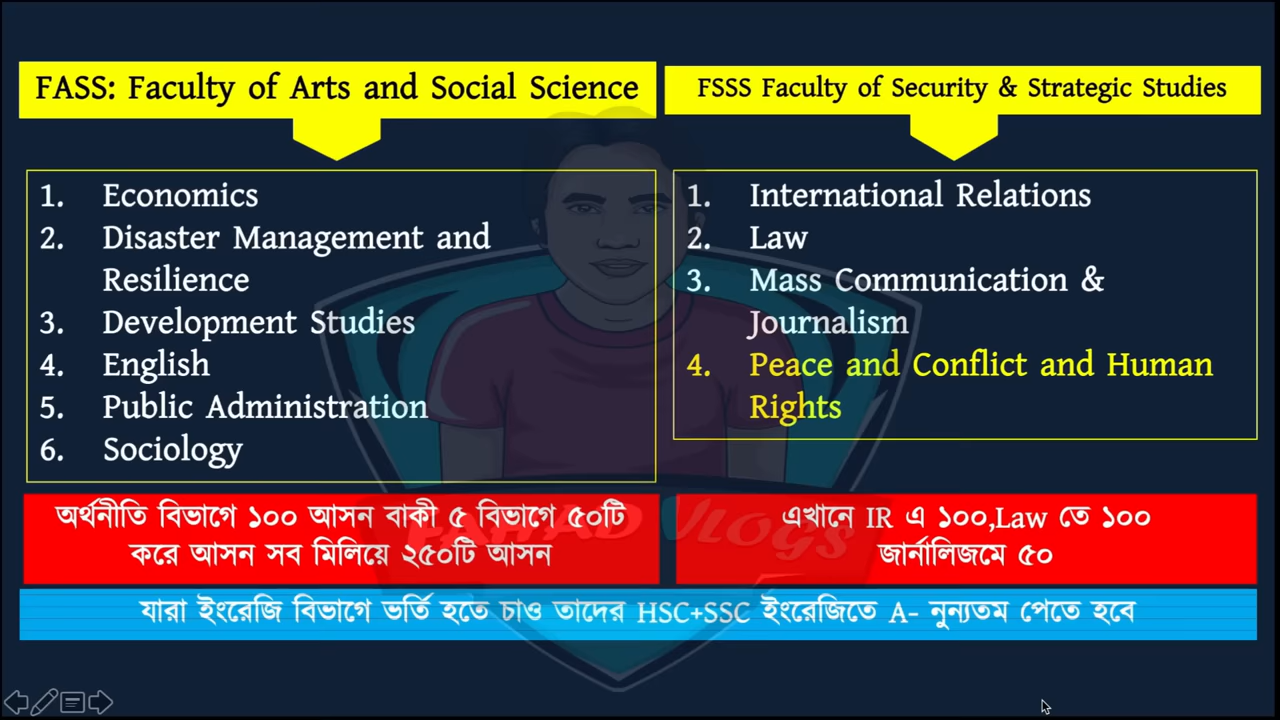 FASS: Faculty of Arts and Social Science
1. Economics
2. Disaster Management and
Resilience
3. Development Studies
4. English
5. Public Administration
6. Sociology
অর্থনীতি বিভাগে ১০০ আসন বাকী ৫ বিভাগে ৫০টি
করে আসন সব মিলিয়ে ২৫০টি আসন
FSSS Faculty of Security & Strategic Studies
1. International Relations
2. Law
3. Mass Communication &
Journalism
4. Peace and Conflict and Human
Rights
এখানে IR এ ১০০,Law তে ১০০
জার্নালিজমে ৫০
যারা ইংরেজি বিভাগে ভর্তি হতে চাও তাদের HSC+SSC ইংরেজিতে A- নুন্যতম পেতে হবে
FAHAD VLOGS